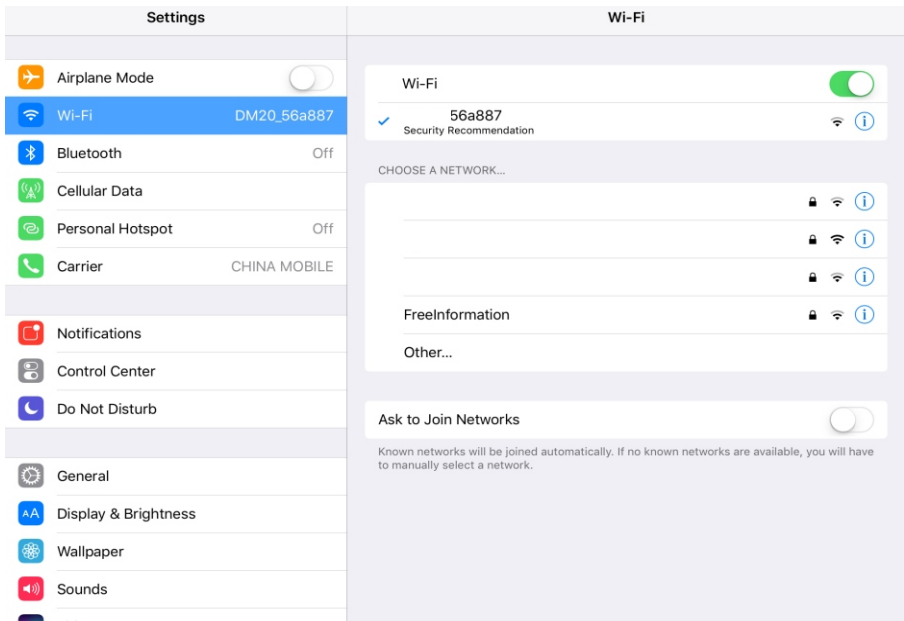 Settings
Airplane Mode
Wi-Fi DM20_56a887
Bluetooth Off
Cellular Data
Personal Hotspot Off
Carrier CHINA MOBILE
Notifications
Control Center
Do Not Disturb
General
AA Display & Brightness
Wallpaper
Sounds
Wi-Fi
Wi-Fi
56a887
Security Recommendation
CHOOSE A NETWORK...
FreeInformation
Other...
Ask to Join Networks
Known networks will be joined automatically. If no known networks are available, you will have
to manually select a network.